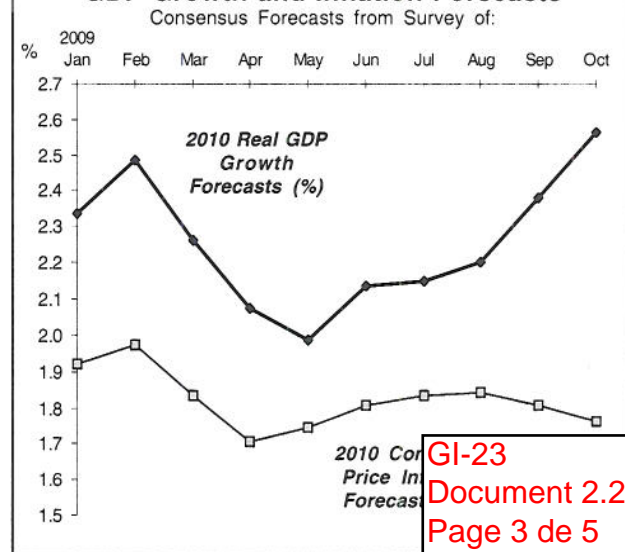 Consensus Forecasts from Survey of:
%
2009
Jan Feb Mar Apr May Jun Jul Aug Sep Oct
2.7
2.6
2.5
2.4
2.3
2.2
2.1
2.0
1.9
1.8
1.7
1.6
1.5
2010 Real GDP
Growth
Forecasts (%)
2010 Con
Price In
Forecast
GI-23
Document 2.2
Page 3 de 5